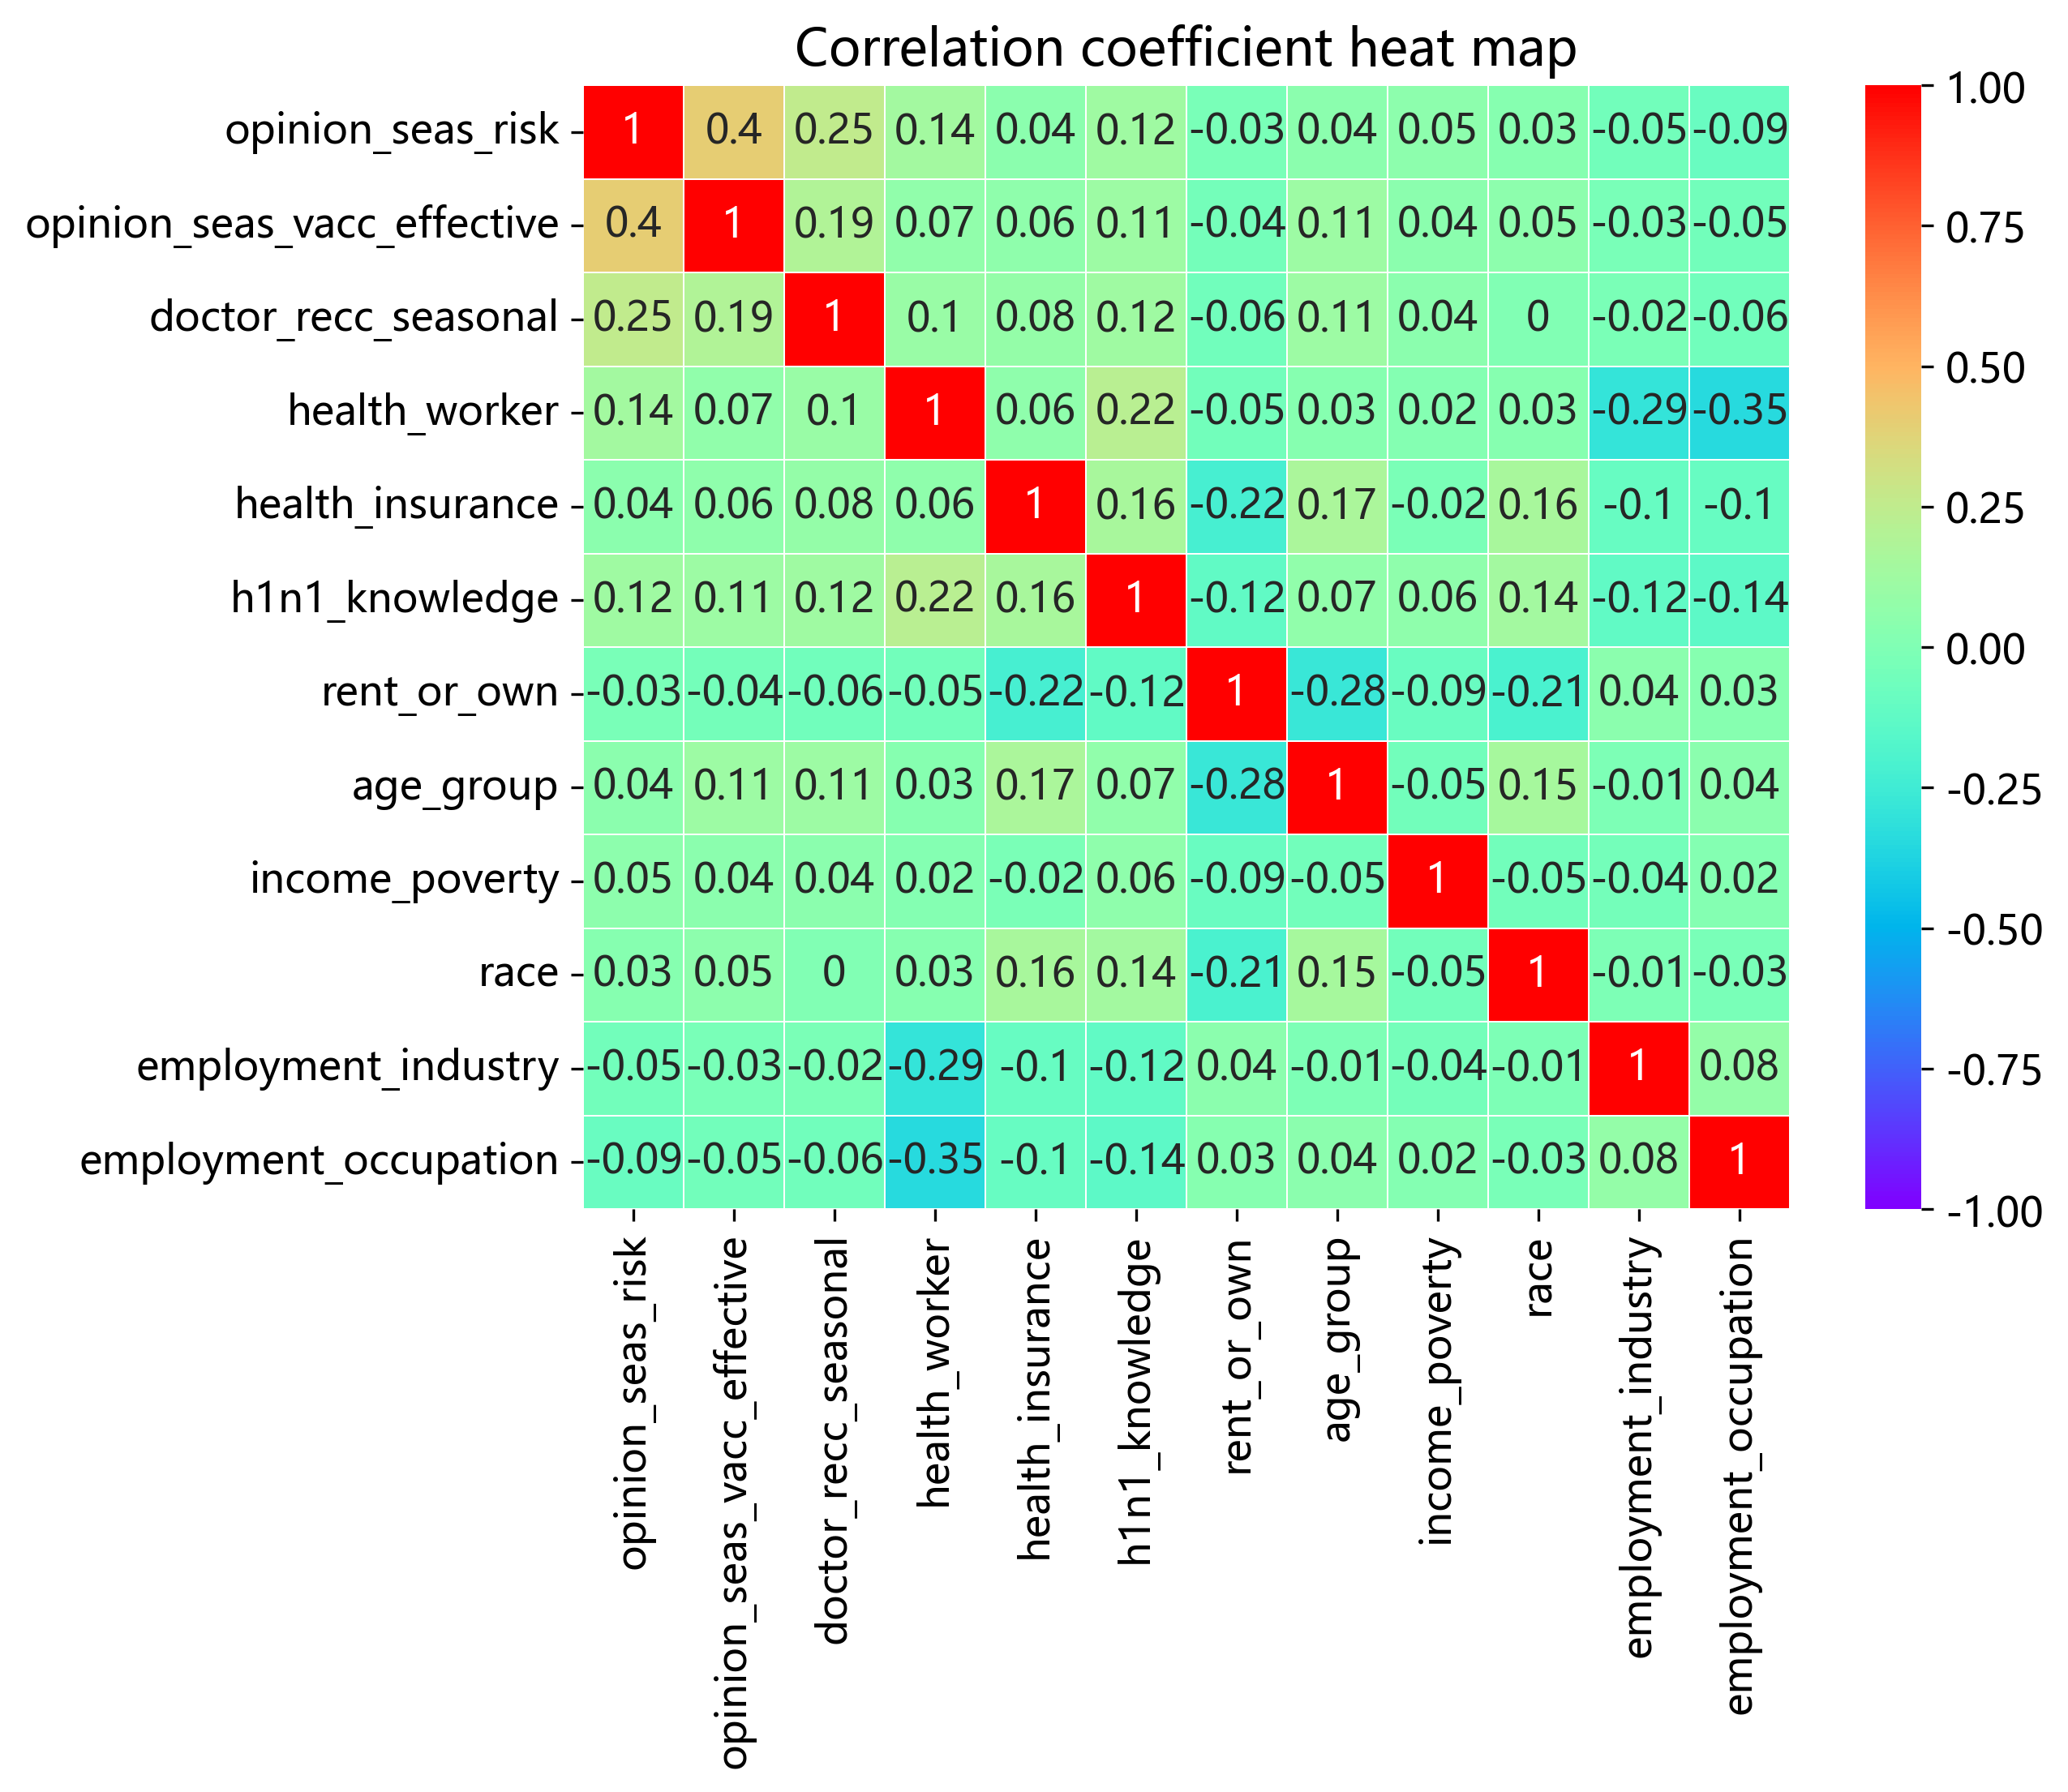 Correlation coefficient heat map
opinion_seas_risk 1 0.4 0.25 0.14 0.04 0.12 -0.03 0.04 0.05 0.03 -0.05 -0.09
opinion_seas_vacc_effective 0.4 1 0.19 0.07 0.06 0.11 -0.04 0.11 0.04 0.05 -0.03 -0.05
doctor_recc_seasonal 0.25 0.19 1 0.1 0.08 0.12 -0.06 0.11 0.04 0 -0.02 -0.06
health_worker 0.14 0.07 0.1 1 0.06 0.22 -0.05 0.03 0.02 0.03 -0.29 -0.35
health_insurance 0.04 0.06 0.08 0.06 1 0.16 -0.22 0.17 -0.02 0.16 -0.1 -0.1
h1n1_knowledge 0.12 0.11 0.12 0.22 0.16 1 -0.12 0.07 0.06 0.14 -0.12 -0.14
rent_or_own -0.03 -0.04 -0.06 -0.05 -0.22 -0.12 1 -0.28 -0.09 -0.21 0.04 0.03
age_group 0.04 0.11 0.11 0.03 0.17 0.07 -0.28 1 -0.05 0.15 -0.01 0.04
income_poverty 0.05 0.04 0.04 0.02 -0.02 0.06 -0.09 -0.05 1 -0.05 -0.04 0.02
race 0.03 0.05 0 0.03 0.16 0.14 -0.21 0.15 -0.05 1 -0.01 -0.03
employment_industry -0.05 -0.03 -0.02 -0.29 -0.1 -0.12 0.04 -0.01 -0.04 -0.01 1 0.08
employment_occupation -0.09 -0.05 -0.06 -0.35 -0.1 -0.14 0.03 0.04 0.02 -0.03 0.08 1
opinion_seas_risk
opinion_seas_vacc_effective
doctor_recc_seasonal
health_worker
health_insurance
h1n1_knowledge
rent_or_own
age_group
income_poverty
race
employment_industry
employment_occupation
1.00
0.75
0.50
0.25
0.00
-0.25
-0.50
-0.75
-1.00